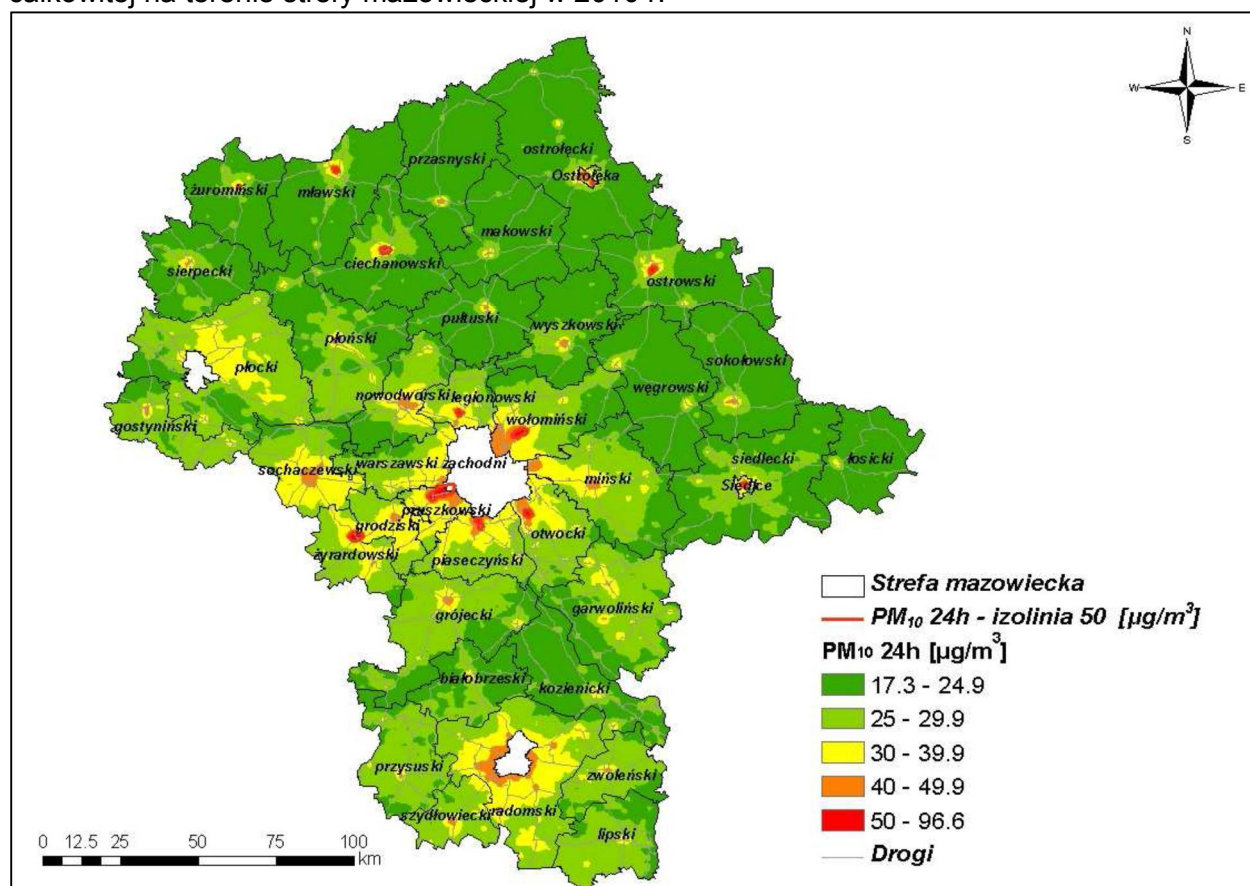 całkowitej na terenie strefy mazowieckiej w 2010 r.
N
W
E
S
ostrołęcki
przasnyski
Ostrołęka
żuromiński
mławski
makowski
ciechanowski
sierpecki
ostrowski
pułtuski
wyszkowski
płoński
sokołowski
płocki
węgrowski
nowodworski
legionowski
gostyniński
wołomiński
siedlecki
łosicki
warszawski zachodni
sochaczewski
miński
Siedlce
pruszkowski
grodziski
otwocki
żyrardowski
piaseczyński
grójecki
garwoliński
białobrzeski
kozienicki
przysuski
zwoleński
szydłowiecki
radomski
lipski
Strefa mazowiecka
PM10 24h - izolinia 50 [µg/m³]
PM10 24h [µg/m³]
17.3 - 24.9
25 - 29.9
30 - 39.9
40 - 49.9
50 - 96.6
Drogi
0 12.5 25 50 75 100
km